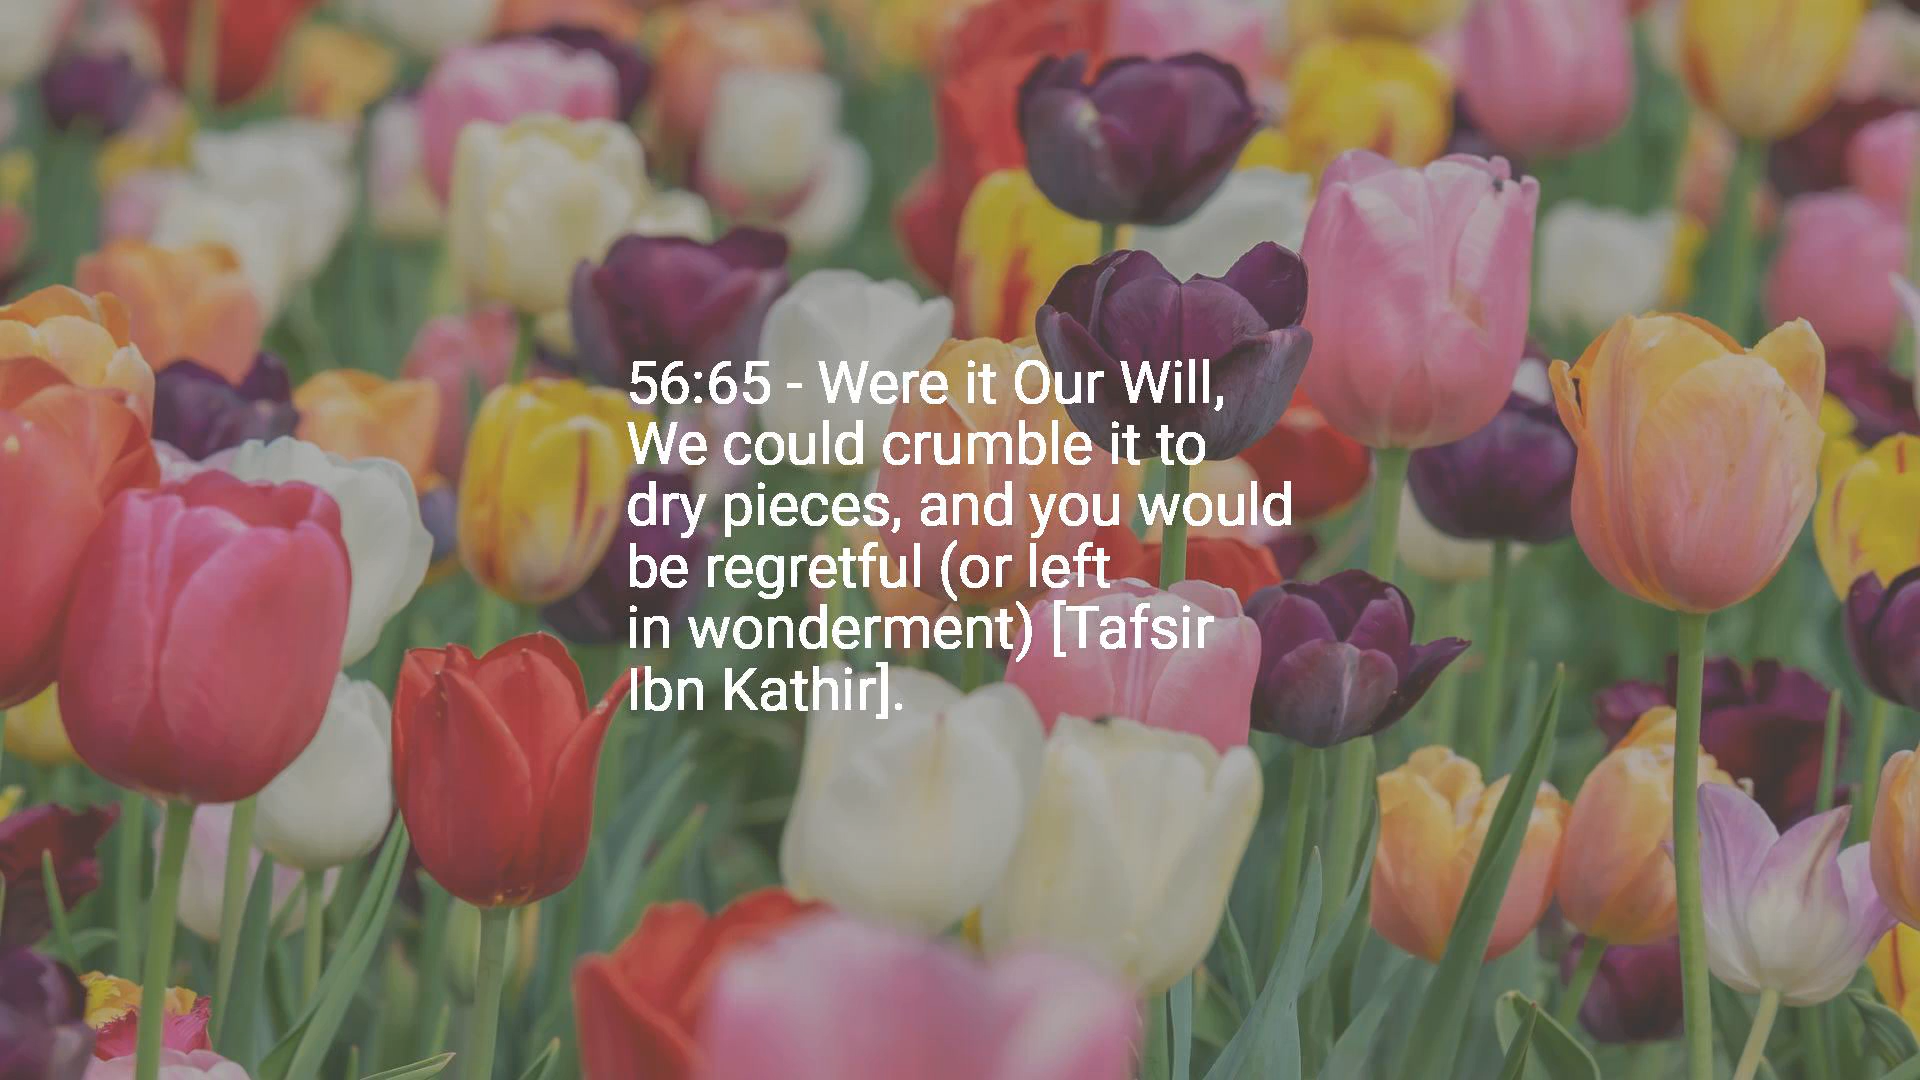 56:65 - Were it Our Will,
We could crumble it to
dry pieces, and you would
be regretful (or left
in wonderment) [Tafsir
Ibn Kathir].